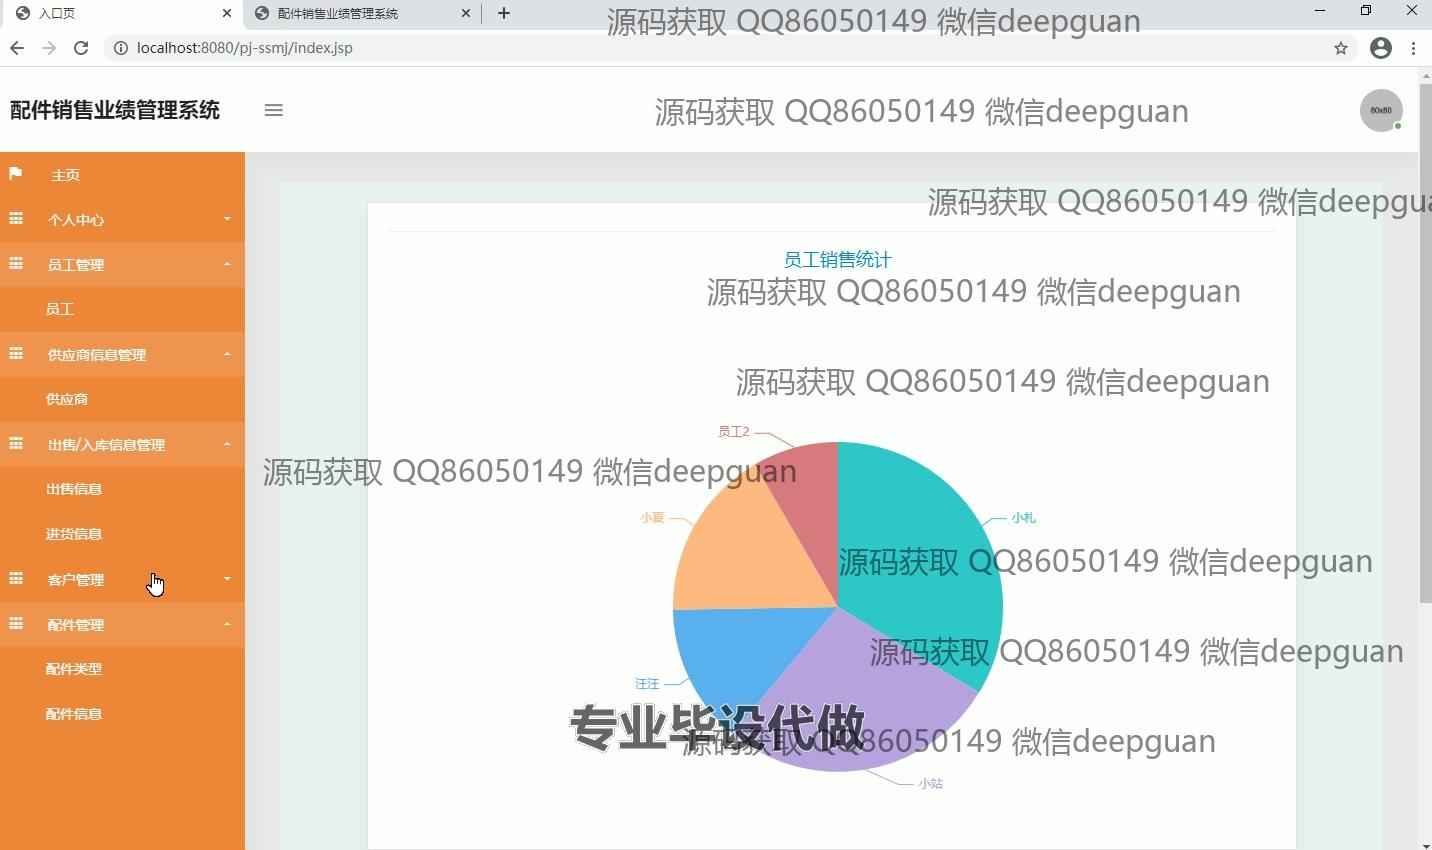 入口页
配件销售业绩管理系统
源码获取 QQ86050149 微信deepguan
localhost:8080/pj-ssmj/index.jsp
配件销售业绩管理系统
源码获取 QQ86050149 微信deepguan
80x80
主页
源码获取 QQ86050149 微信deepgua
个人中心
员工管理
员工销售统计
源码获取 QQ86050149 微信deepguan
员工
供应商信息管理
源码获取 QQ86050149 微信deepguan
供应商
员工2
出售/入库信息管理
源码获取 QQ86050149 微信deepguan
出售信息
小夏
小札
进货信息
源码获取 QQ86050149 微信deepguan
客户管理
配件管理
源码获取 QQ86050149 微信deepguan
配件类型
汪汪
配件信息
专业毕设代做
源码获取 QQ86050149 微信deepguan
小站